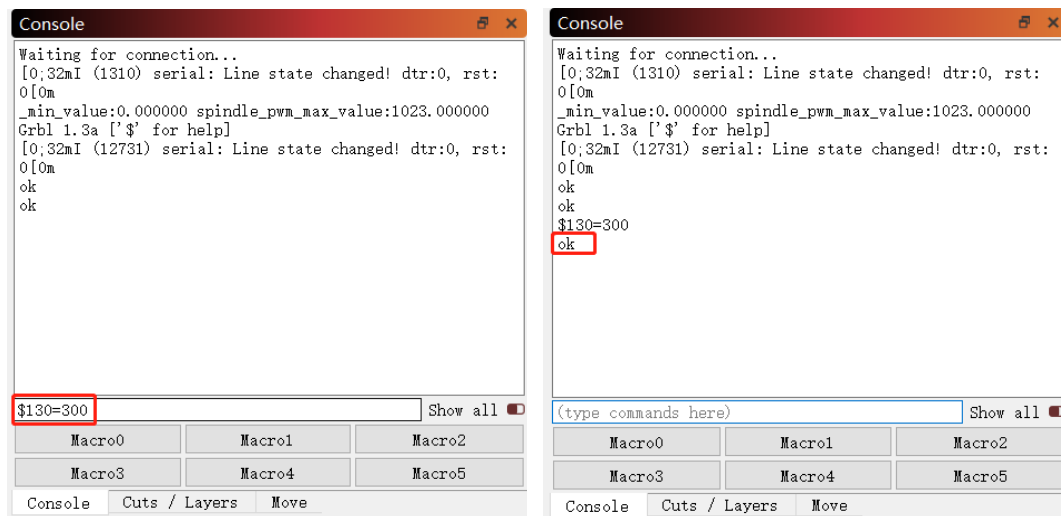 Console
Waiting for connection...
[0;32mI (1310) serial: Line state changed! dtr:0, rst:
0[0m
_min_value:0.000000 spindle_pwm_max_value:1023.000000
Grbl 1.3a ['$' for help]
[0;32mI (12731) serial: Line state changed! dtr:0, rst:
0[0m
ok
ok
$130=300
Show all
Macro0 Macro1 Macro2
Macro3 Macro4 Macro5
Console Cuts / Layers Move
Console
Waiting for connection...
[0;32mI (1310) serial: Line state changed! dtr:0, rst:
0[0m
_min_value:0.000000 spindle_pwm_max_value:1023.000000
Grbl 1.3a ['$' for help]
[0;32mI (12731) serial: Line state changed! dtr:0, rst:
0[0m
ok
ok
$130=300
ok
(type commands here) Show all
Macro0 Macro1 Macro2
Macro3 Macro4 Macro5
Console Cuts / Layers Move